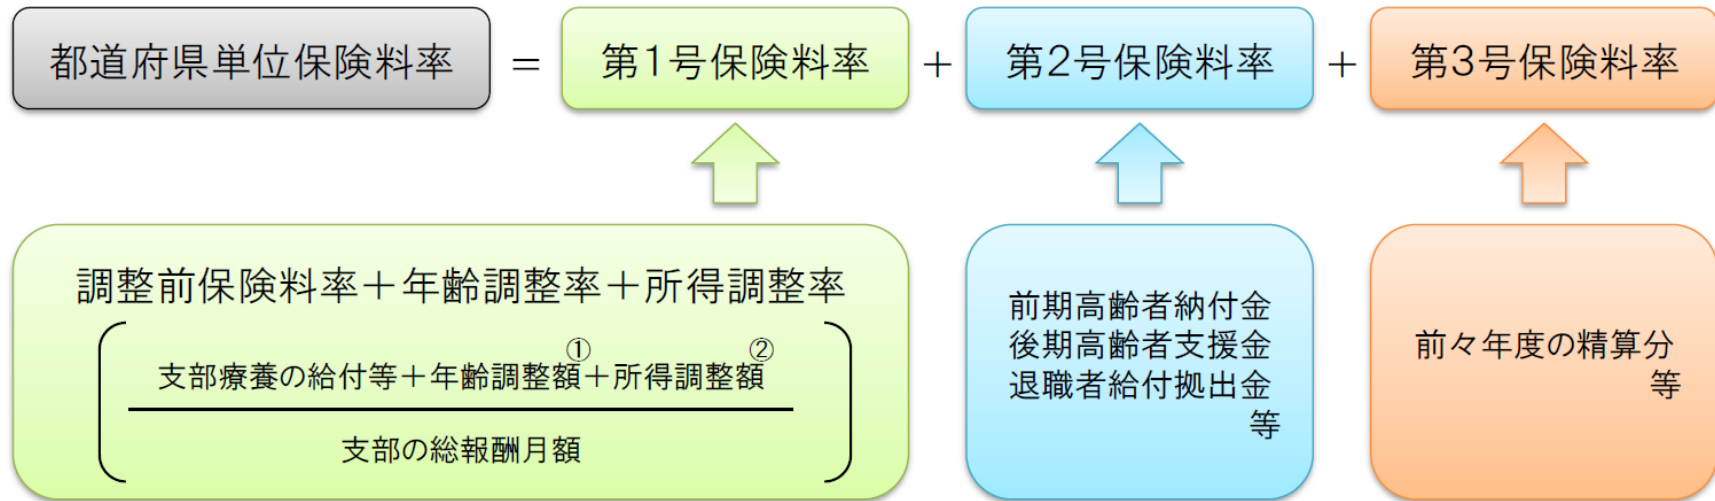 都道府県単位保険料率 = 第1号保険料率 + 第2号保険料率 + 第3号保険料率
調整前保険料率＋年齢調整率＋所得調整率
支部療養の給付等＋年齢調整額①＋所得調整額②
支部の総報酬月額
前期高齢者納付金
後期高齢者支援金
退職者給付拠出金
等
前々年度の精算分
等